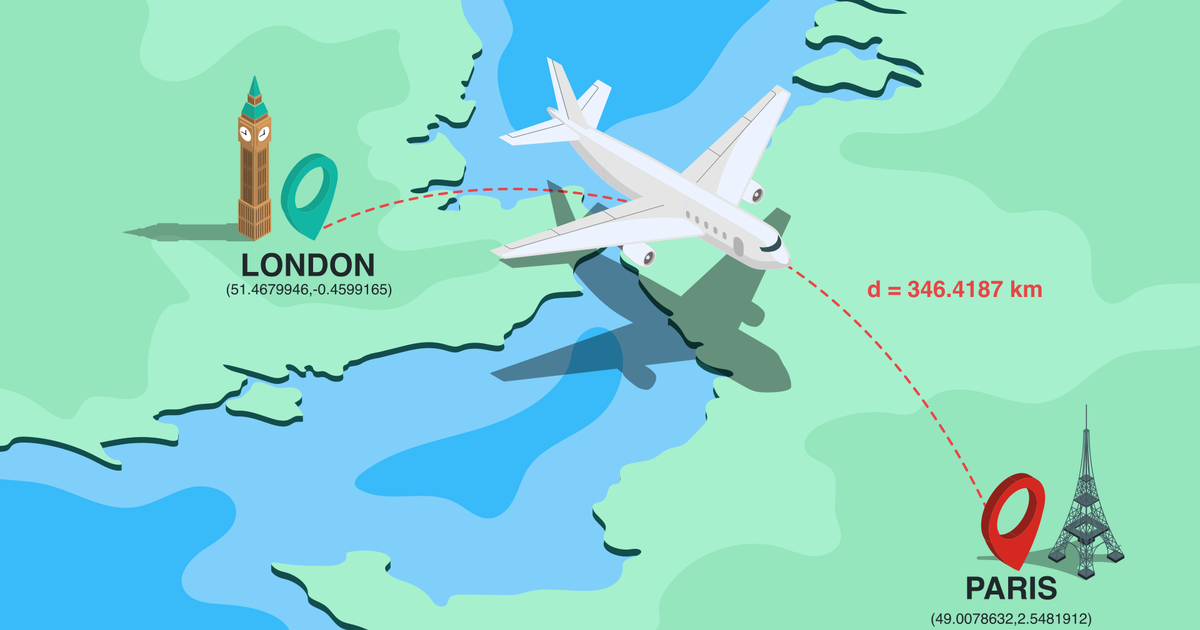 LONDON
(51.4679946,-0.4599165)
d = 346.4187 km
PARIS
(49.0078632,2.5481912)